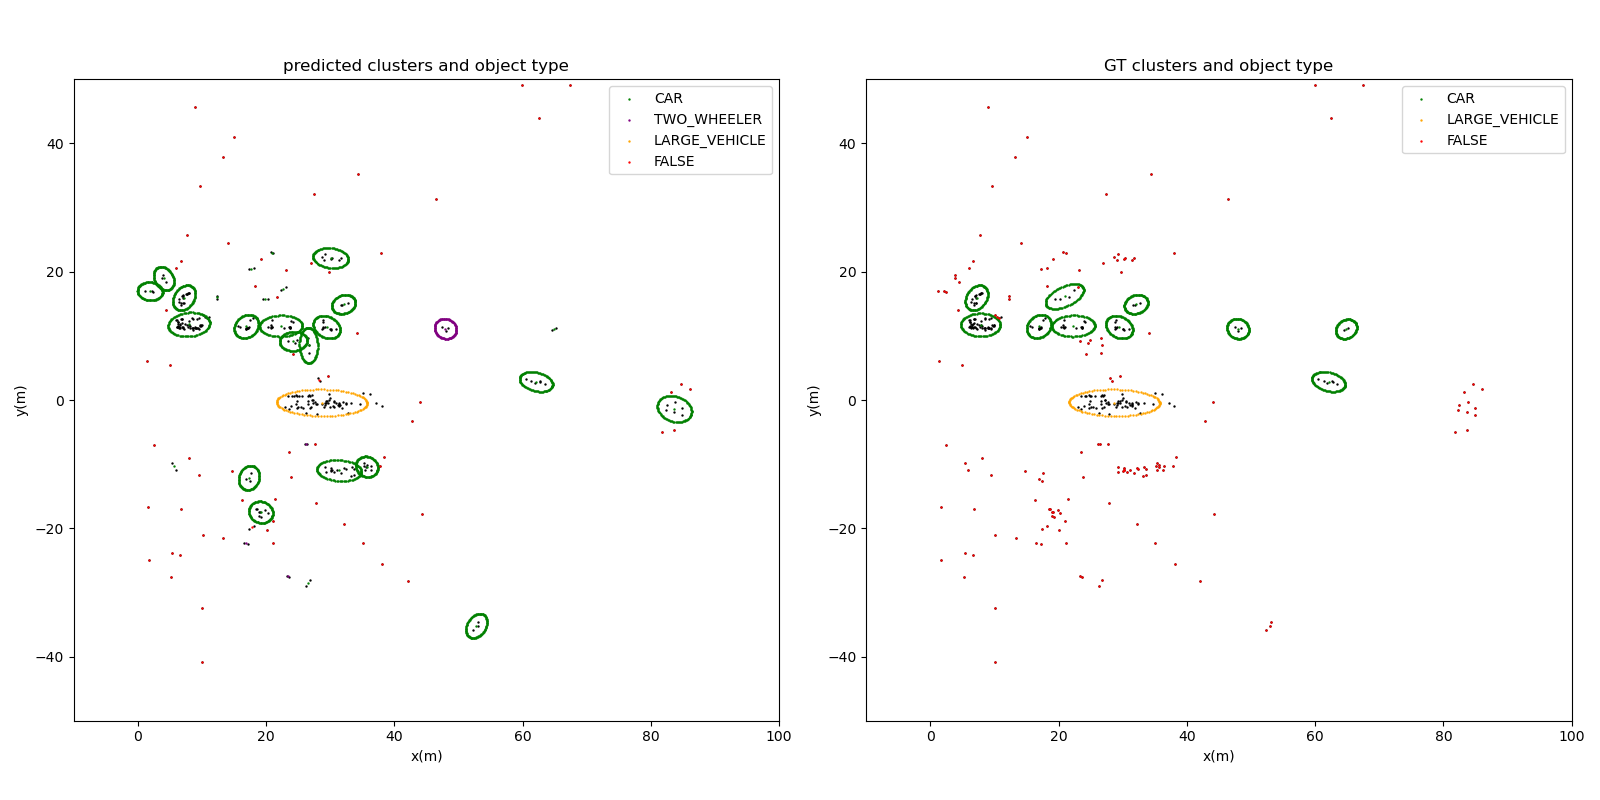 predicted clusters and object type
CAR
TWO_WHEELER
LARGE_VEHICLE
FALSE
40
20
0
−20
−40
y(m)
0
20
40
60
80
100
x(m)
GT clusters and object type
CAR
LARGE_VEHICLE
FALSE
40
20
0
−20
−40
y(m)
0
20
40
60
80
100
x(m)